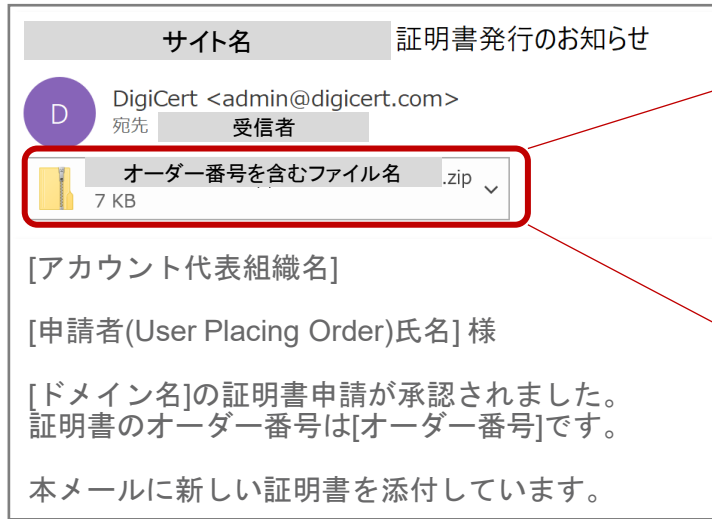 サイト名 証明書発行のお知らせ
D
DigiCert <admin@digicert.com>
宛先 受信者
オーダー番号を含むファイル名 .zip
7 KB
[アカウント代表組織名]
[申請者(User Placing Order)氏名] 様
[ドメイン名]の証明書申請が承認されました。
証明書のオーダー番号は[オーダー番号]です。
本メールに新しい証明書を添付しています。